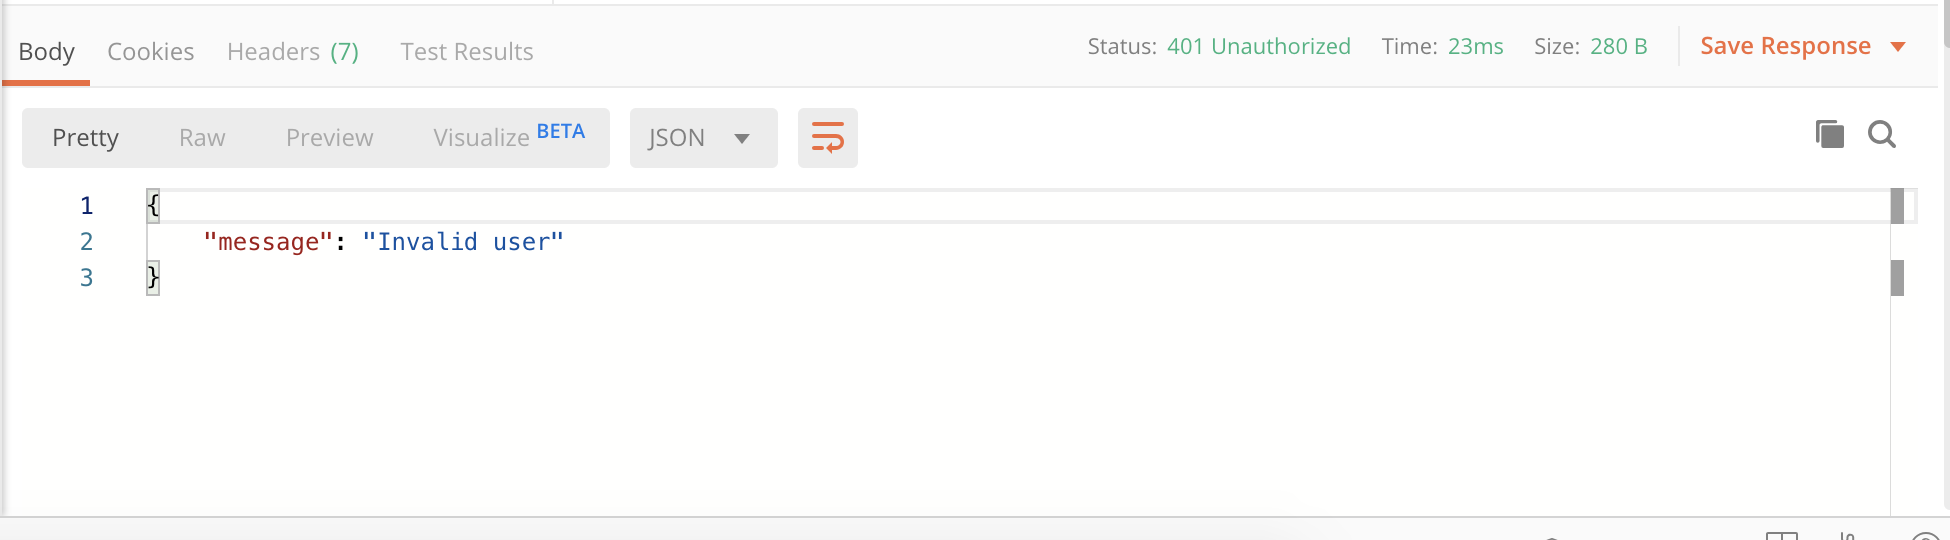 Body Cookies Headers (7) Test Results Status: 401 Unauthorized Time: 23ms Size: 280 B Save Response
Pretty Raw Preview Visualize BETA JSON
1 {
2 "message": "Invalid user"
3 }